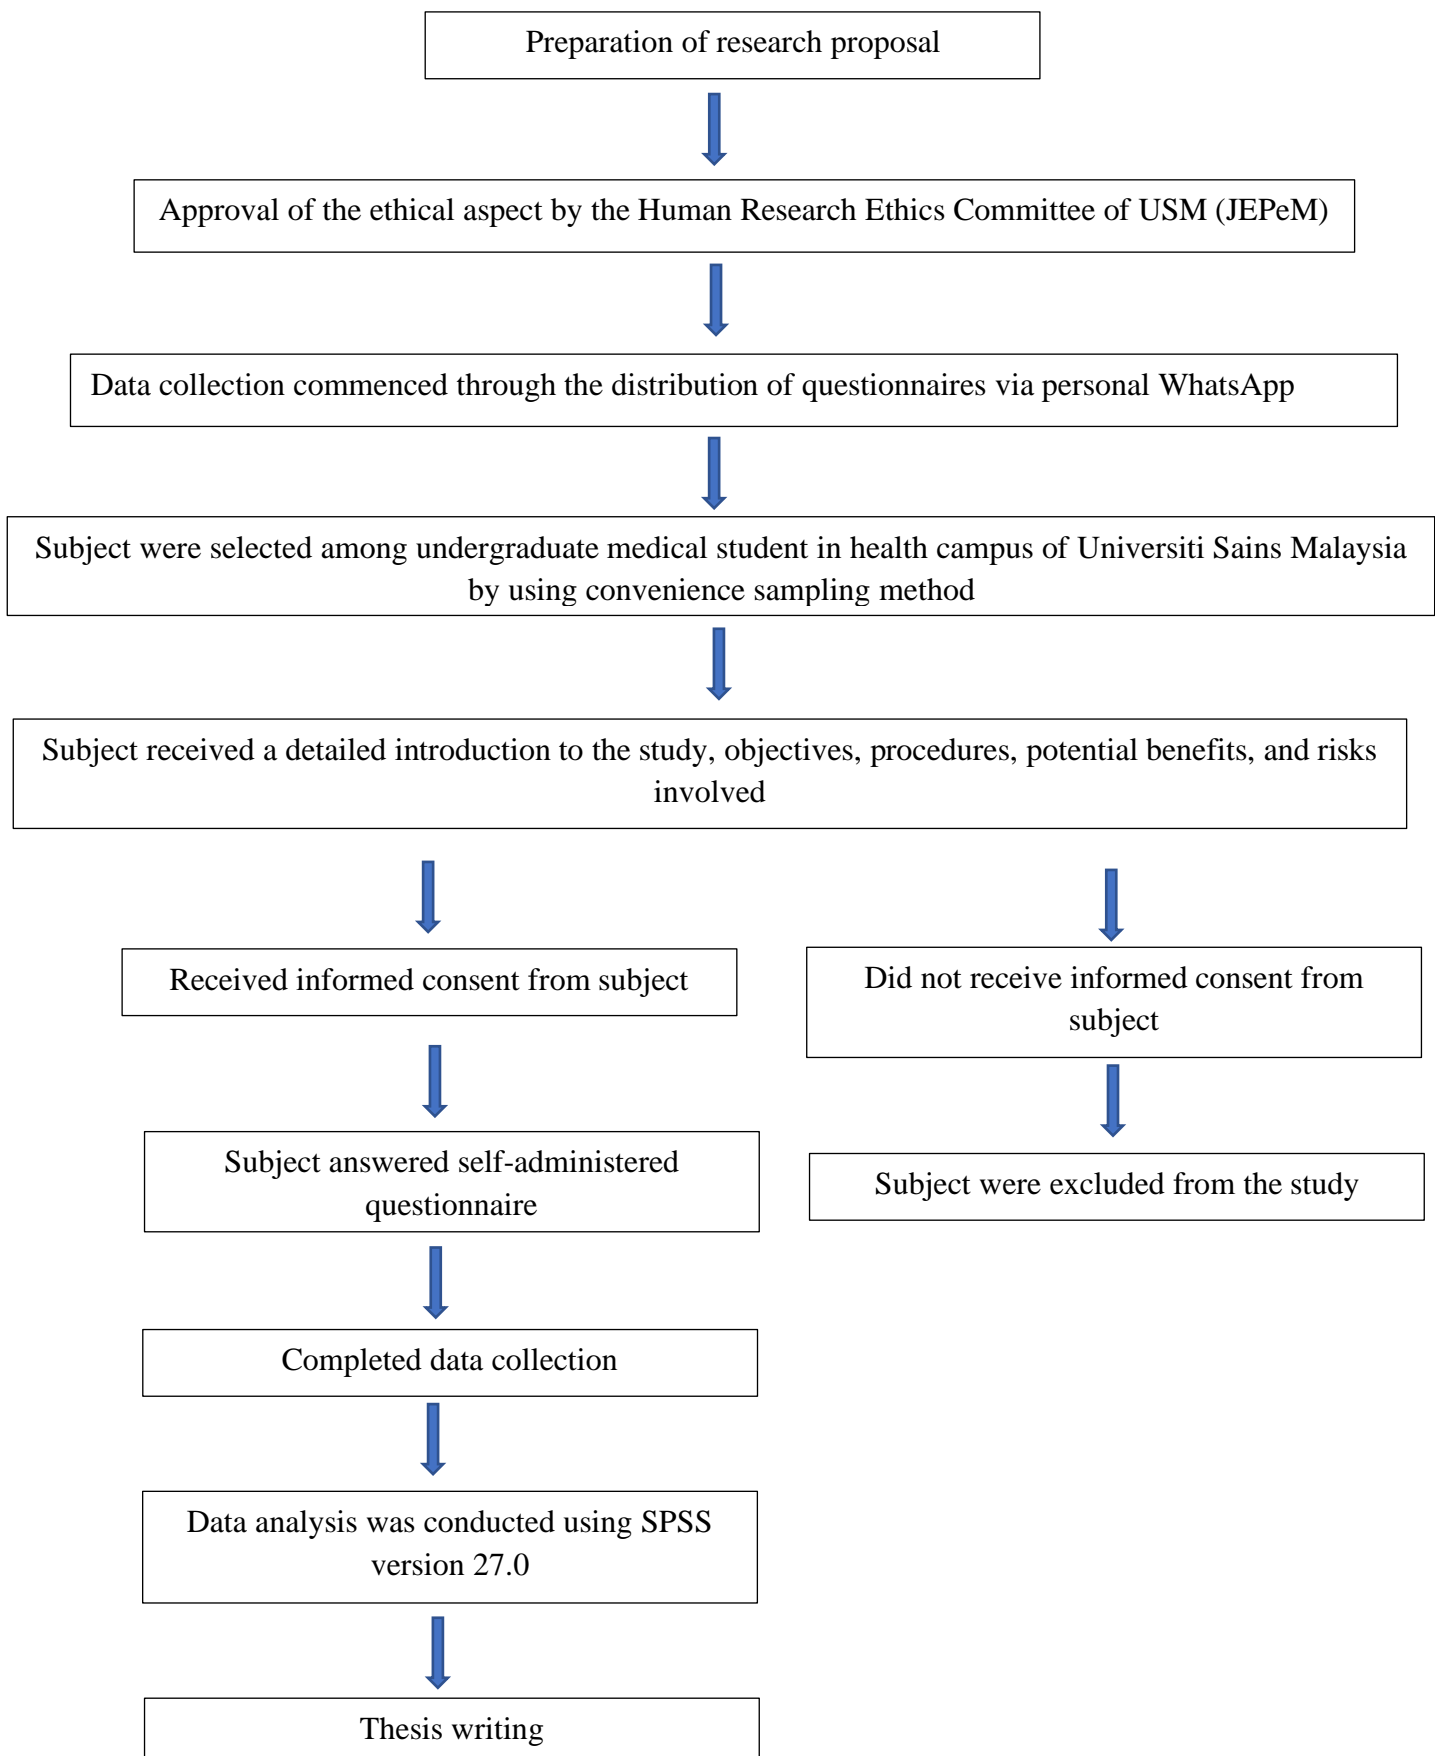 Preparation of research proposal
Approval of the ethical aspect by the Human Research Ethics Committee of USM (JEPeM)
Data collection commenced through the distribution of questionnaires via personal WhatsApp
Subject were selected among undergraduate medical student in health campus of Universiti Sains Malaysia
by using convenience sampling method
Subject received a detailed introduction to the study, objectives, procedures, potential benefits, and risks
involved
Received informed consent from subject
Did not receive informed consent from
subject
Subject answered self-administered
questionnaire
Subject were excluded from the study
Completed data collection
Data analysis was conducted using SPSS
version 27.0
Thesis writing